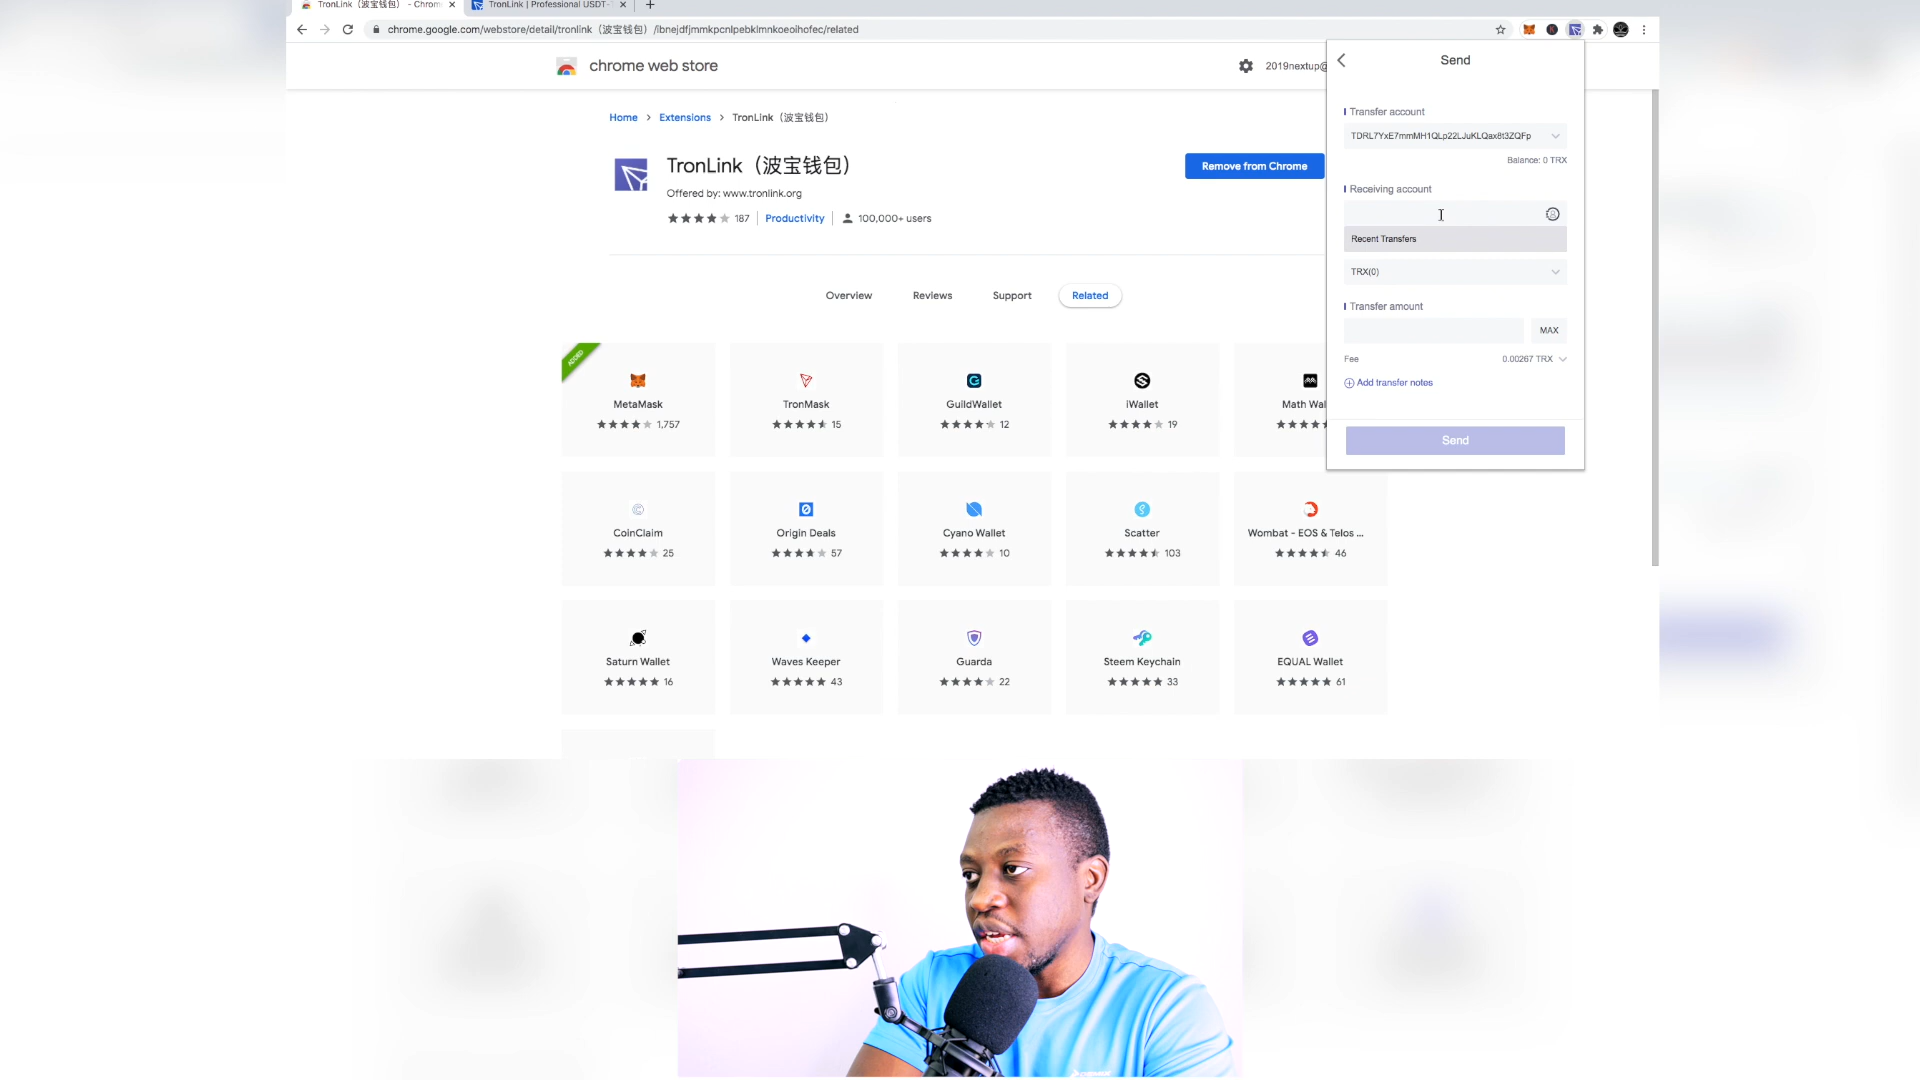 TronLink（波宝钱包） - Chrom
TronLink | Professional USDT-
chrome.google.com/webstore/detail/tronlink（波宝钱包）/ibnejdfjmmkpcnlpebklmnkoeoihofec/related
chrome web store
2019nextup@
Home > Extensions > TronLink（波宝钱包）
TronLink（波宝钱包）
Offered by: www.tronlink.org
187 Productivity 100,000+ users
Remove from Chrome
Overview Reviews Support Related
ADDED
MetaMask
1,757
TronMask
15
GuildWallet
12
iWallet
19
Math Wal
CoinClaim
25
Origin Deals
57
Cyano Wallet
10
Scatter
103
Wombat - EOS & Telos ...
46
Saturn Wallet
16
Waves Keeper
43
Guarda
22
Steem Keychain
33
EQUAL Wallet
61
Send
Transfer account
TDRL7YxE7mmMH1QLp22LJuKLQax8t3ZQFp
Balance: 0 TRX
Receiving account
Recent Transfers
TRX(0)
Transfer amount
MAX
Fee 0.00267 TRX
Add transfer notes
Send